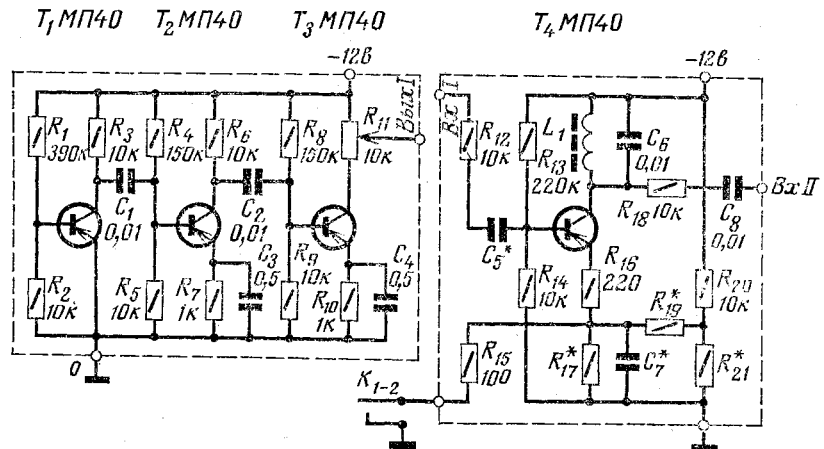 T₁ МП40 T₂ МП40 T₃ МП40 T₄ МП40
−12в
−12в
R₁ 390к
R₃ 10к
R₄ 150к
R₆ 10к
R₈ 150к
R₁₁ 10к
Вых I
C₁ 0,01
C₂ 0,01
C₃ 0,5
C₄ 0,5
R₂ 10к
R₅ 10к
R₇ 1к
R₉ 10к
R₁₀ 1к
0
Вх I
R₁₂ 10к
L₁
R₁₃ 220к
C₆ 0,01
R₁₈ 10к
C₈ 0,01
Вх II
C₅*
R₁₄ 10к
R₁₆ 220
R₁₉*
R₂₀ 10к
R₁₅ 100
R₁₇*
C₇*
R₂₁*
K₁₋₂